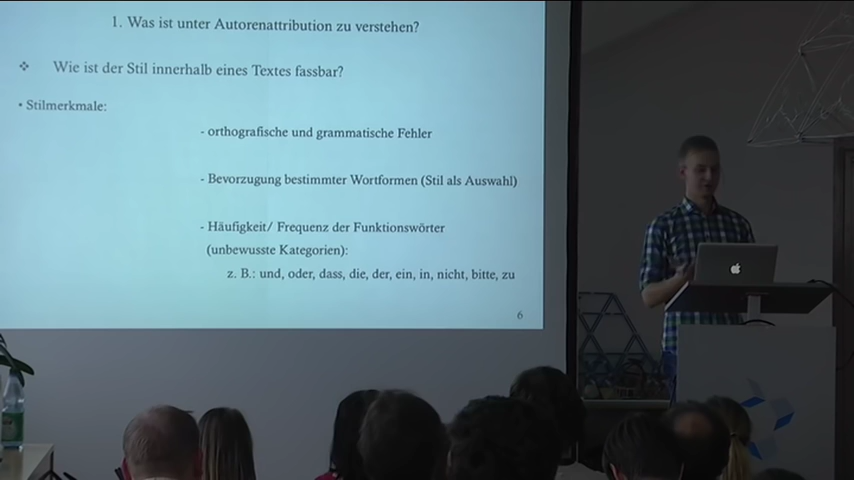 1. Was ist unter Autorenattribution zu verstehen?
❖ Wie ist der Stil innerhalb eines Textes fassbar?
• Stilmerkmale:
- orthografische und grammatische Fehler
- Bevorzugung bestimmter Wortformen (Stil als Auswahl)
- Häufigkeit/ Frequenz der Funktionswörter
(unbewusste Kategorien):
z. B.: und, oder, dass, die, der, ein, in, nicht, bitte, zu
6